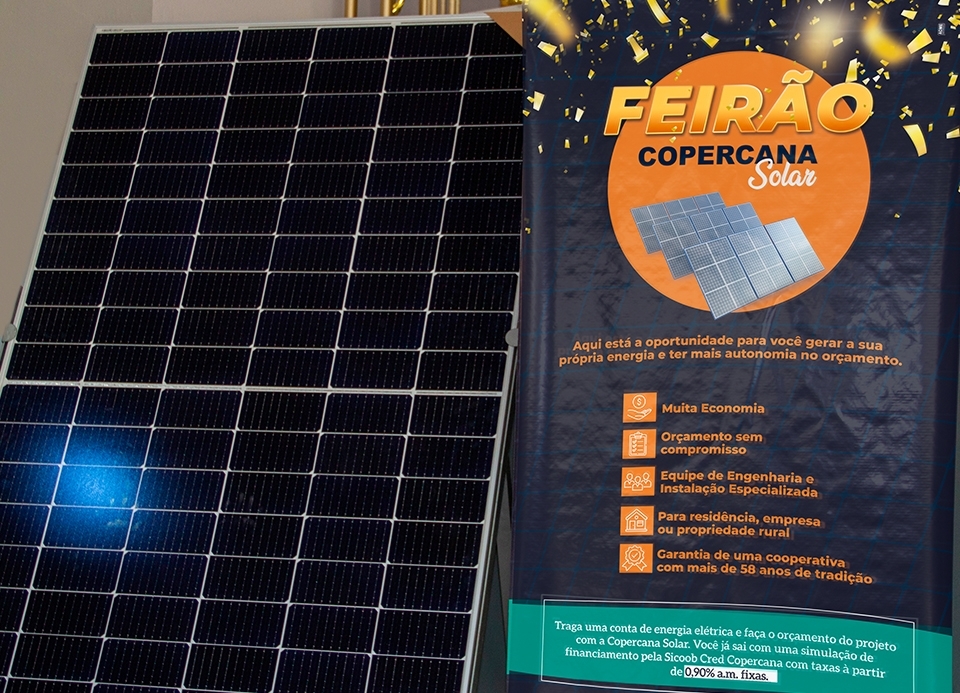 FEIRÃO
COPERCANA
Solar
Aqui está a oportunidade para você gerar a sua
própria energia e ter mais autonomia no orçamento.
Muita Economia
Orçamento sem
compromisso
Equipe de Engenharia e
Instalação Especializada
Para residência, empresa
ou propriedade rural
Garantia de uma cooperativa
com mais de 58 anos de tradição
Traga uma conta de energia elétrica e faça o orçamento do projeto
com a Copercana Solar. Você já sai com uma simulação de
financiamento pela Sicoob Cred Copercana com taxas à partir
de 0,90% a.m. fixas.